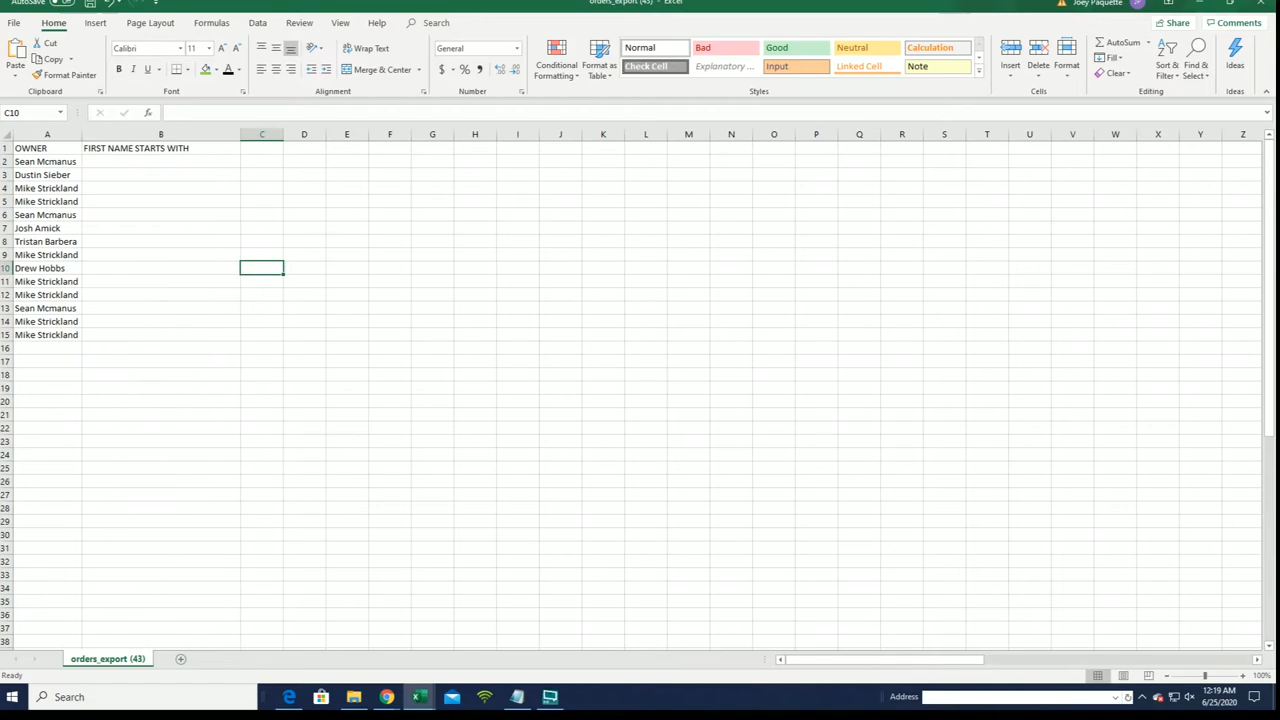 AutoSave Off orders_export (43) - Excel Joey Paquette JP
File Home Insert Page Layout Formulas Data Review View Help Search Share Comments
Paste Cut Copy Format Painter Clipboard
Calibri 11 A A B I U A Font
ab Wrap Text Merge & Center Alignment
General $ % , Number
Conditional Formatting Format as Table
Normal Bad Good Neutral Calculation
Check Cell Explanatory ... Input Linked Cell Note
Styles
Insert Delete Format Cells
AutoSum Fill Clear Sort & Filter Find & Select Editing
Ideas Ideas
C10 fx
A B C D E F G H I J K L M N O P Q R S T U V W X Y Z
1 OWNER FIRST NAME STARTS WITH
2 Sean Mcmanus
3 Dustin Sieber
4 Mike Strickland
5 Mike Strickland
6 Sean Mcmanus
7 Josh Amick
8 Tristan Barbera
9 Mike Strickland
10 Drew Hobbs
11 Mike Strickland
12 Mike Strickland
13 Sean Mcmanus
14 Mike Strickland
15 Mike Strickland
16
17
18
19
20
21
22
23
24
25
26
27
28
29
30
31
32
33
34
35
36
37
38
orders_export (43)
Ready 100%
Search Address 12:19 AM
6/25/2020